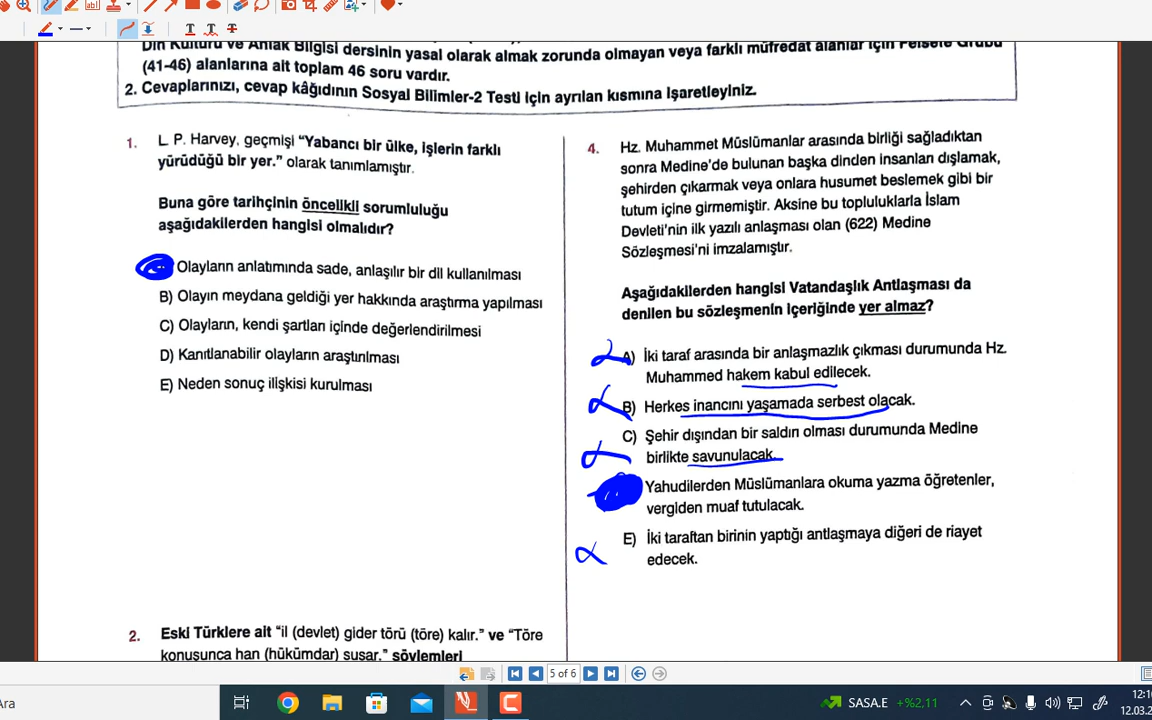 Din Kültürü ve Ahlak Bilgisi dersinin yasal olarak almak zorunda olmayan veya farklı müfredat alanlar için Felsefe Grubu
(41-46) alanlarına ait toplam 46 soru vardır.
2. Cevaplarınızı, cevap kâğıdının Sosyal Bilimler-2 Testi için ayrılan kısmına işaretleyiniz.
1. L. P. Harvey, geçmişi “Yabancı bir ülke, işlerin farklı
yürüdüğü bir yer.” olarak tanımlamıştır.
Buna göre tarihçinin öncelikli sorumluluğu
aşağıdakilerden hangisi olmalıdır?
Olayların anlatımında sade, anlaşılır bir dil kullanılması
B) Olayın meydana geldiği yer hakkında araştırma yapılması
C) Olayların, kendi şartları içinde değerlendirilmesi
D) Kanıtlanabilir olayların araştırılması
E) Neden sonuç ilişkisi kurulması
2. Eski Türklere ait “il (devlet) gider törü (töre) kalır.” ve “Töre
konuşunca han (hükümdar) susar.” söylemleri
4. Hz. Muhammet Müslümanlar arasında birliği sağladıktan
sonra Medine’de bulunan başka dinden insanları dışlamak,
şehirden çıkarmak veya onlara husumet beslemek gibi bir
tutum içine girmemiştir. Aksine bu topluluklarla İslam
Devleti’nin ilk yazılı anlaşması olan (622) Medine
Sözleşmesi’ni imzalamıştır.
Aşağıdakilerden hangisi Vatandaşlık Antlaşması da
denilen bu sözleşmenin içeriğinde yer almaz?
A) İki taraf arasında bir anlaşmazlık çıkması durumunda Hz.
Muhammed hakem kabul edilecek.
B) Herkes inancını yaşamada serbest olacak.
C) Şehir dışından bir saldırı olması durumunda Medine
birlikte savunulacak.
Yahudilerden Müslümanlara okuma yazma öğretenler,
vergiden muaf tutulacak.
E) İki taraftan birinin yaptığı antlaşmaya diğeri de riayet
edecek.
5 of 6
Ara
SASA.E +%2,11
12:1
12.03.2